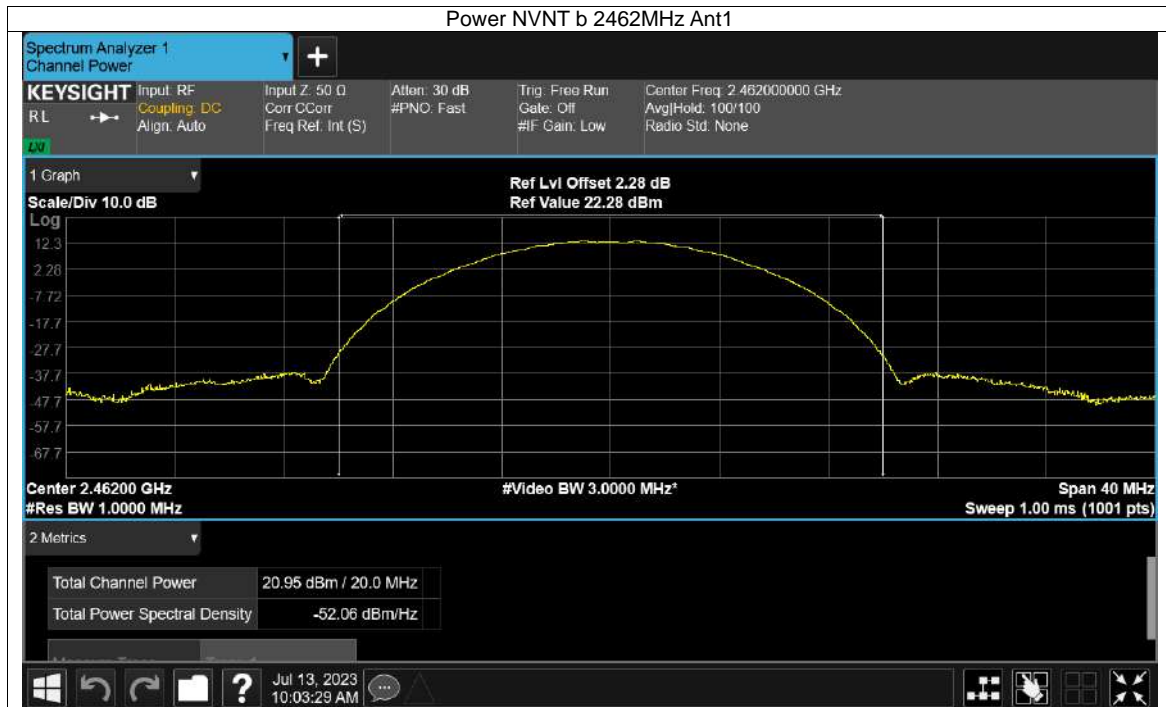 Power NVNT b 2462MHz Ant1
Spectrum Analyzer 1
Channel Power
KEYSIGHT
R L
LXI
Input: RF
Coupling: DC
Align: Auto
Input Z: 50 Ω
Corr CCorr
Freq Ref: Int (S)
Atten: 30 dB
#PNO: Fast
Trig: Free Run
Gate: Off
#IF Gain: Low
Center Freq: 2.462000000 GHz
Avg|Hold: 100/100
Radio Std: None
1 Graph
Scale/Div 10.0 dB
Ref Lvl Offset 2.28 dB
Ref Value 22.28 dBm
Log
12.3
2.28
-7.72
-17.7
-27.7
-37.7
-47.7
-57.7
-67.7
Center 2.46200 GHz
#Res BW 1.0000 MHz
#Video BW 3.0000 MHz*
Span 40 MHz
Sweep 1.00 ms (1001 pts)
2 Metrics
Total Channel Power 20.95 dBm / 20.0 MHz
Total Power Spectral Density -52.06 dBm/Hz
Jul 13, 2023
10:03:29 AM